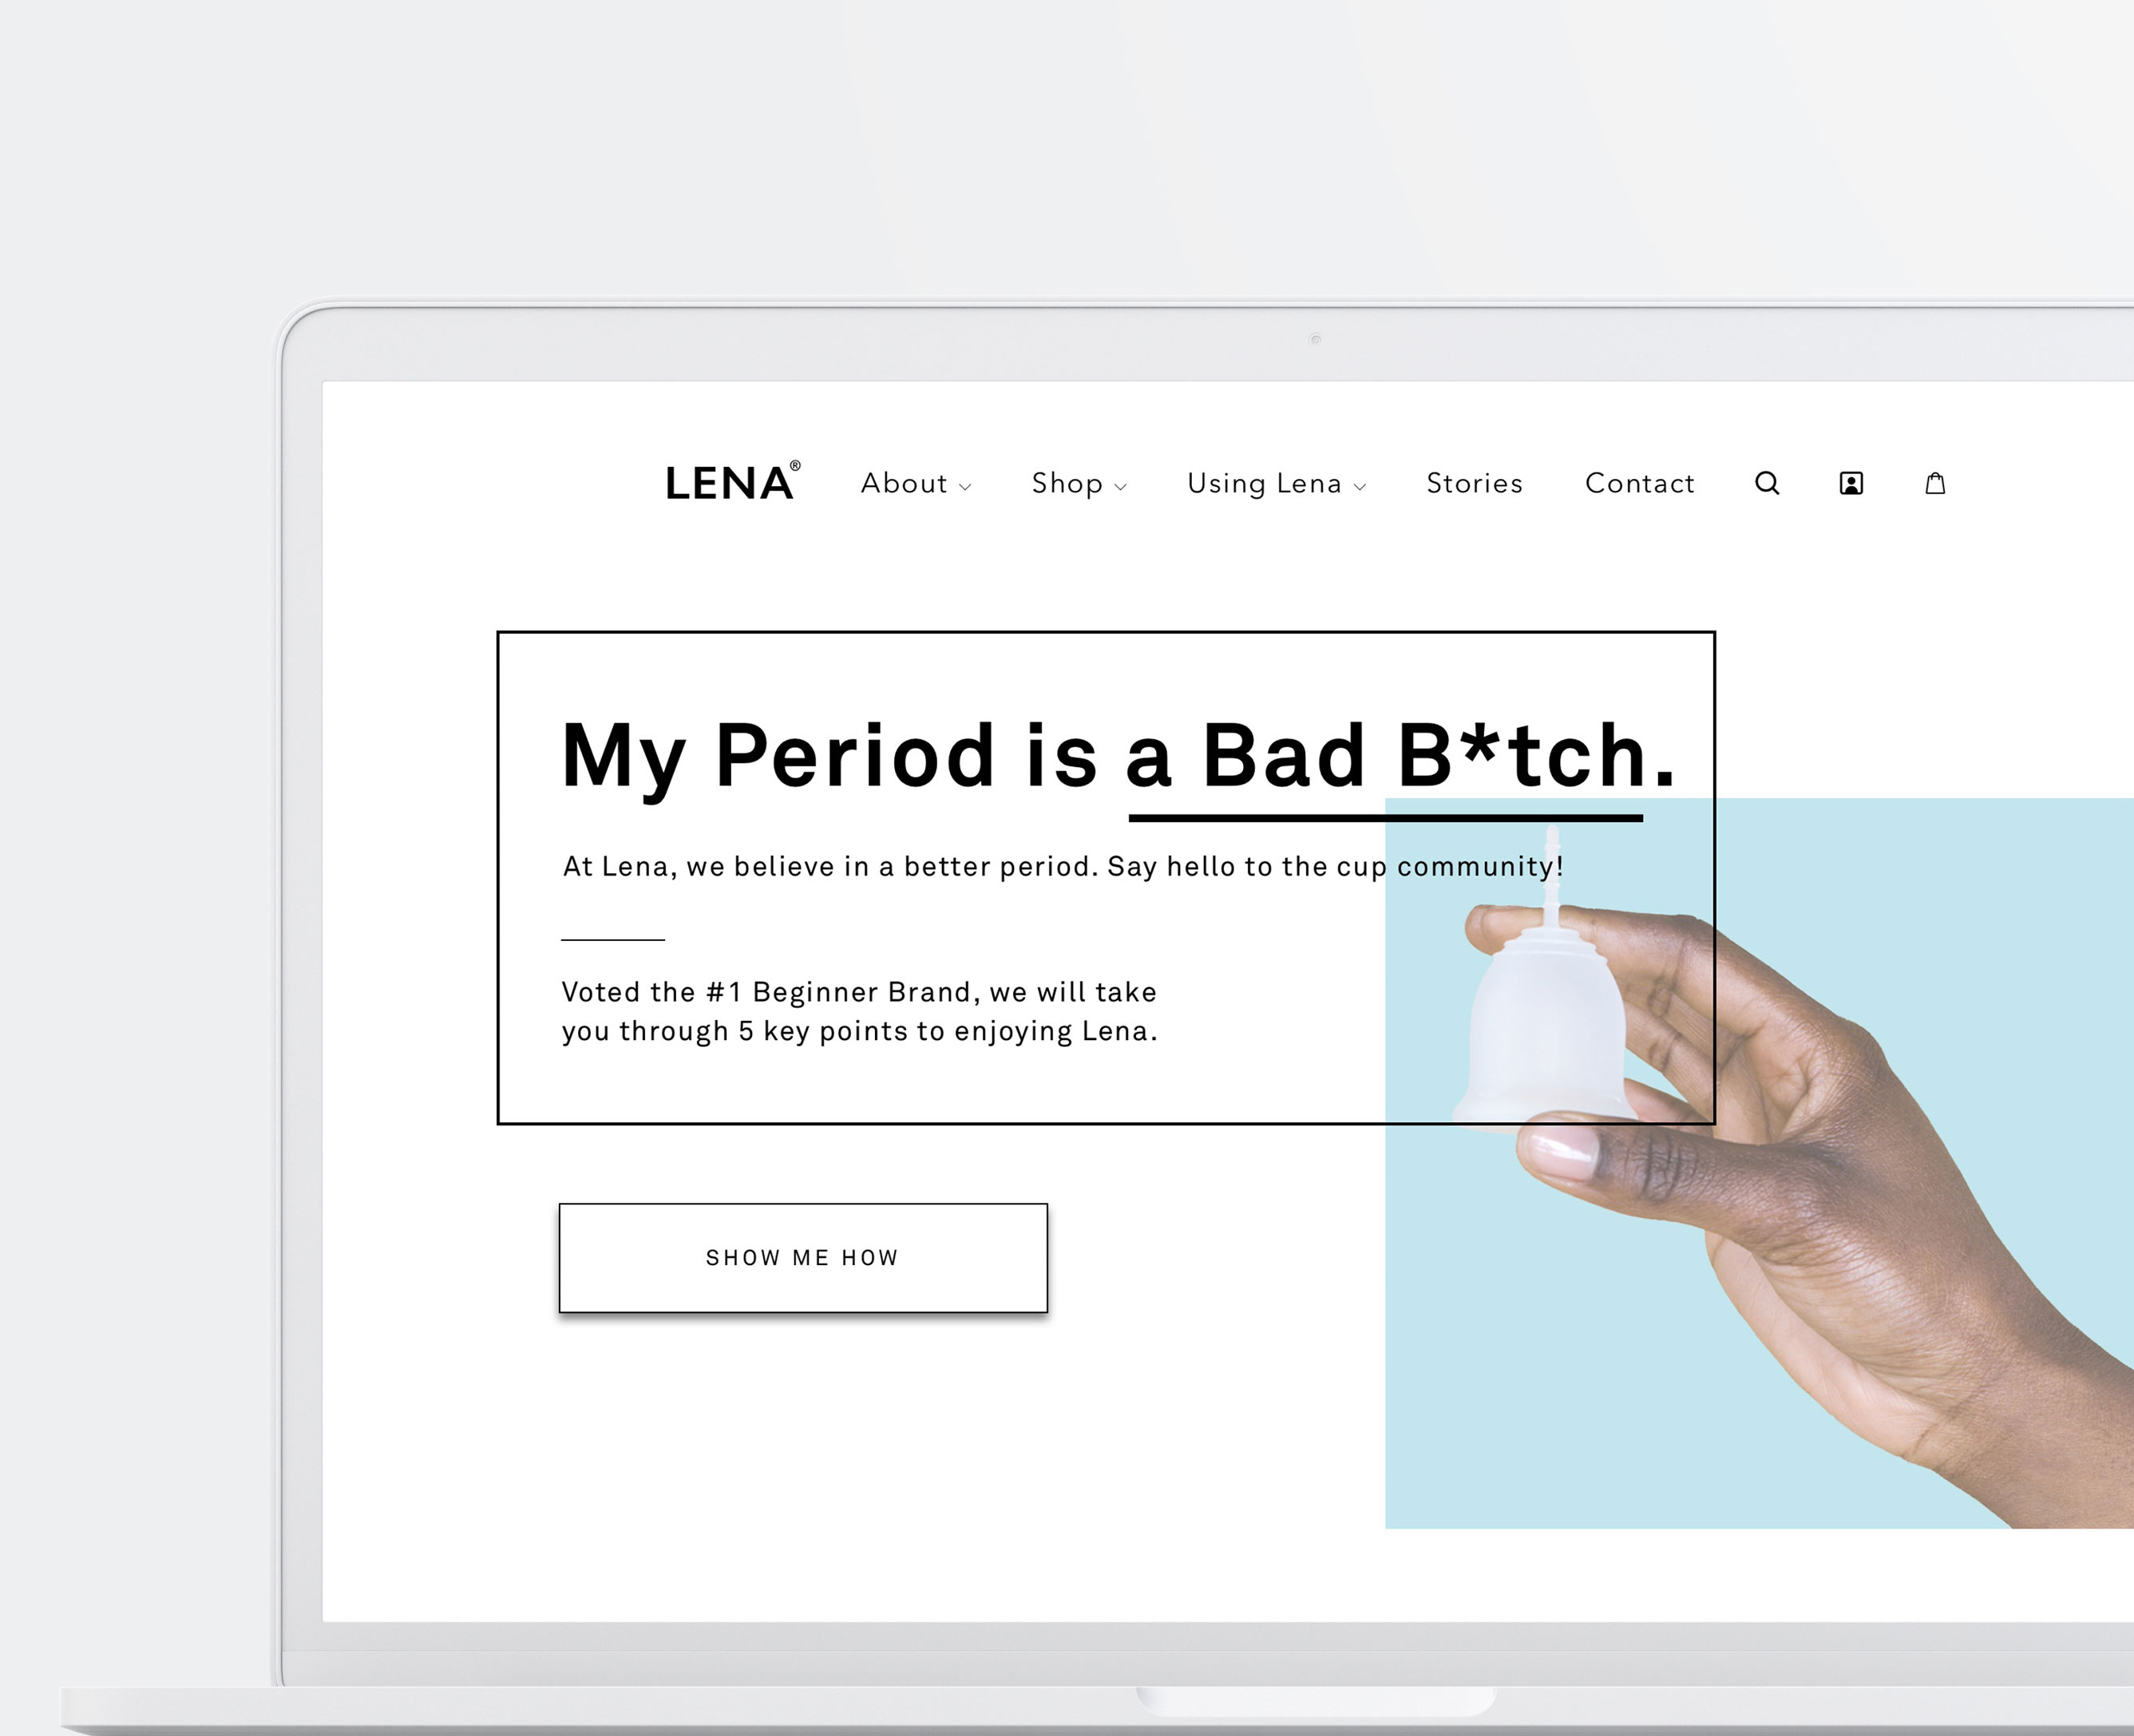 LENA® About Shop Using Lena Stories Contact
My Period is a Bad B*tch.
At Lena, we believe in a better period. Say hello to the cup community!
Voted the #1 Beginner Brand, we will take
you through 5 key points to enjoying Lena.
SHOW ME HOW